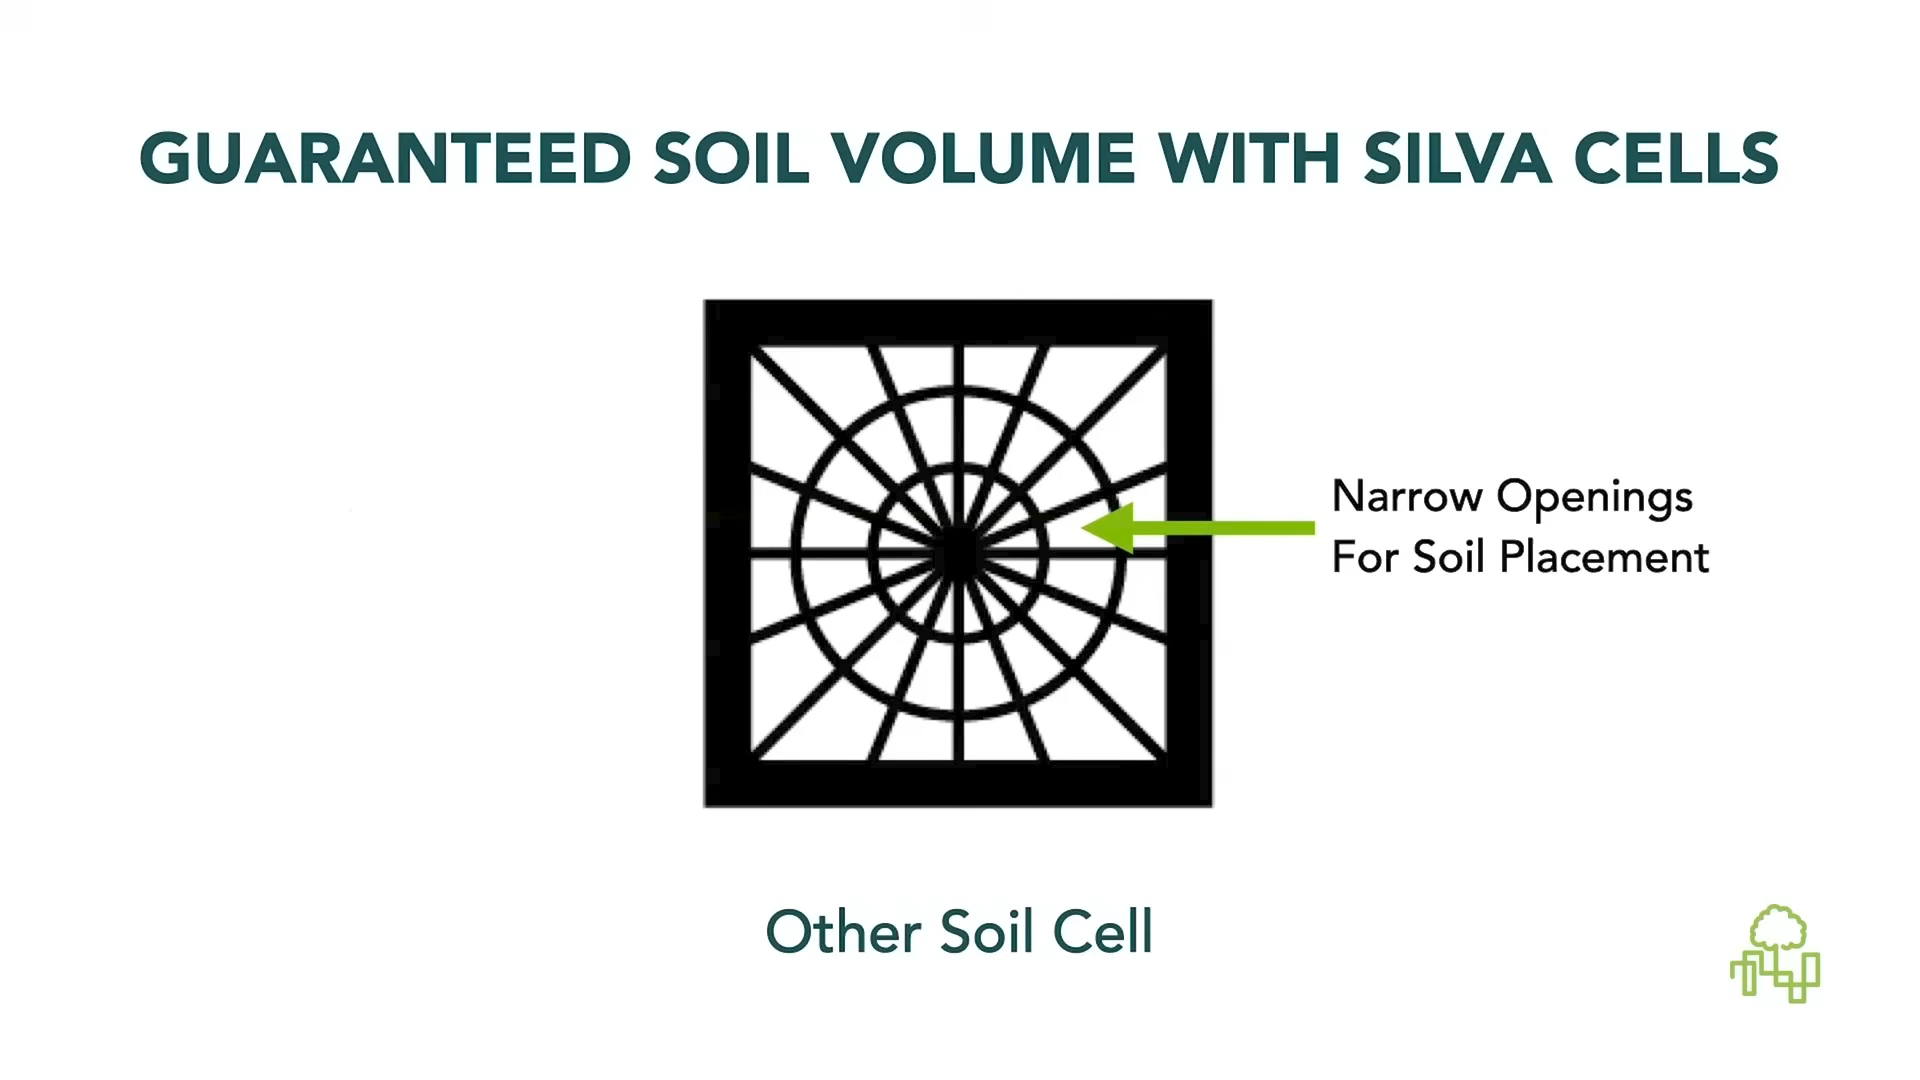 GUARANTEED SOIL VOLUME WITH SILVA CELLS
Narrow Openings
For Soil Placement
Other Soil Cell